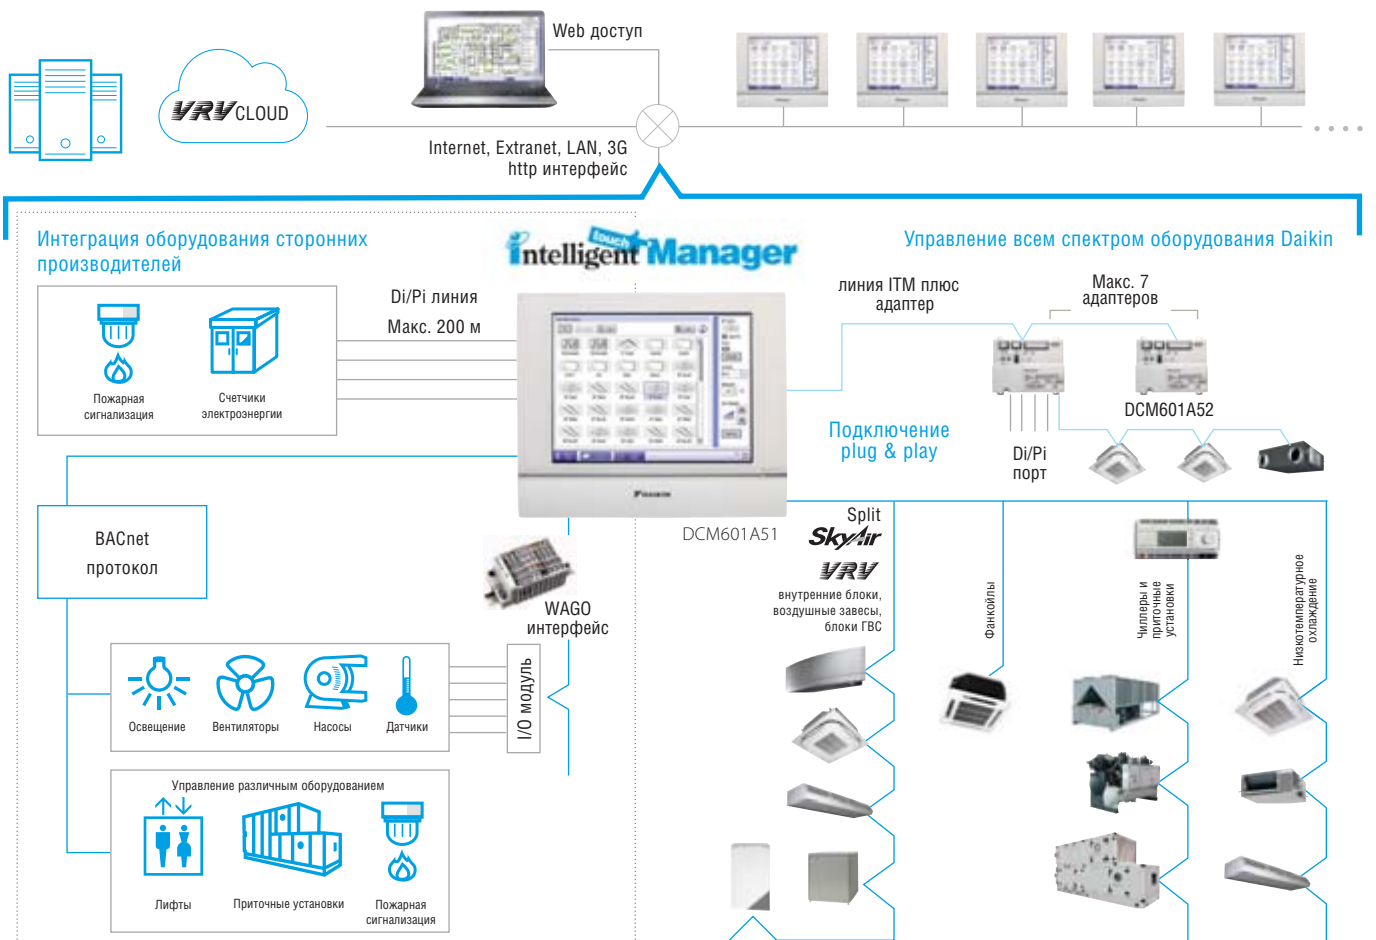 Web доступ
VRV CLOUD
Internet, Extranet, LAN, 3G
http интерфейс
Интеграция оборудования сторонних
производителей
intelligent touch Manager
Управление всем спектром оборудования Daikin
Di/Pi линия
Макс. 200 м
Пожарная
сигнализация
Счетчики
электроэнергии
линия ITM плюс
адаптер
Макс. 7
адаптеров
DCM601A52
Di/Pi
порт
Подключение
plug & play
DAIKIN
DCM601A51
BACnet
протокол
WAGO
интерфейс
I/O модуль
Освещение
Вентиляторы
Насосы
Датчики
Управление различным оборудованием
Лифты
Приточные установки
Пожарная
сигнализация
Split
SkyAir
VRV
внутренние блоки,
воздушные завесы,
блоки ГВС
Фанкойлы
Чиллеры и
приточные
установки
Низкотемпературное
охлаждение